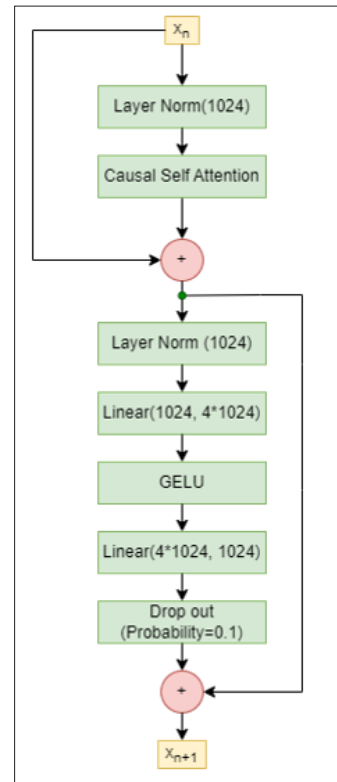 Xn
Layer Norm(1024)
Causal Self Attention
+
Layer Norm (1024)
Linear(1024, 4*1024)
GELU
Linear(4*1024, 1024)
Drop out
(Probability=0.1)
+
Xn+1